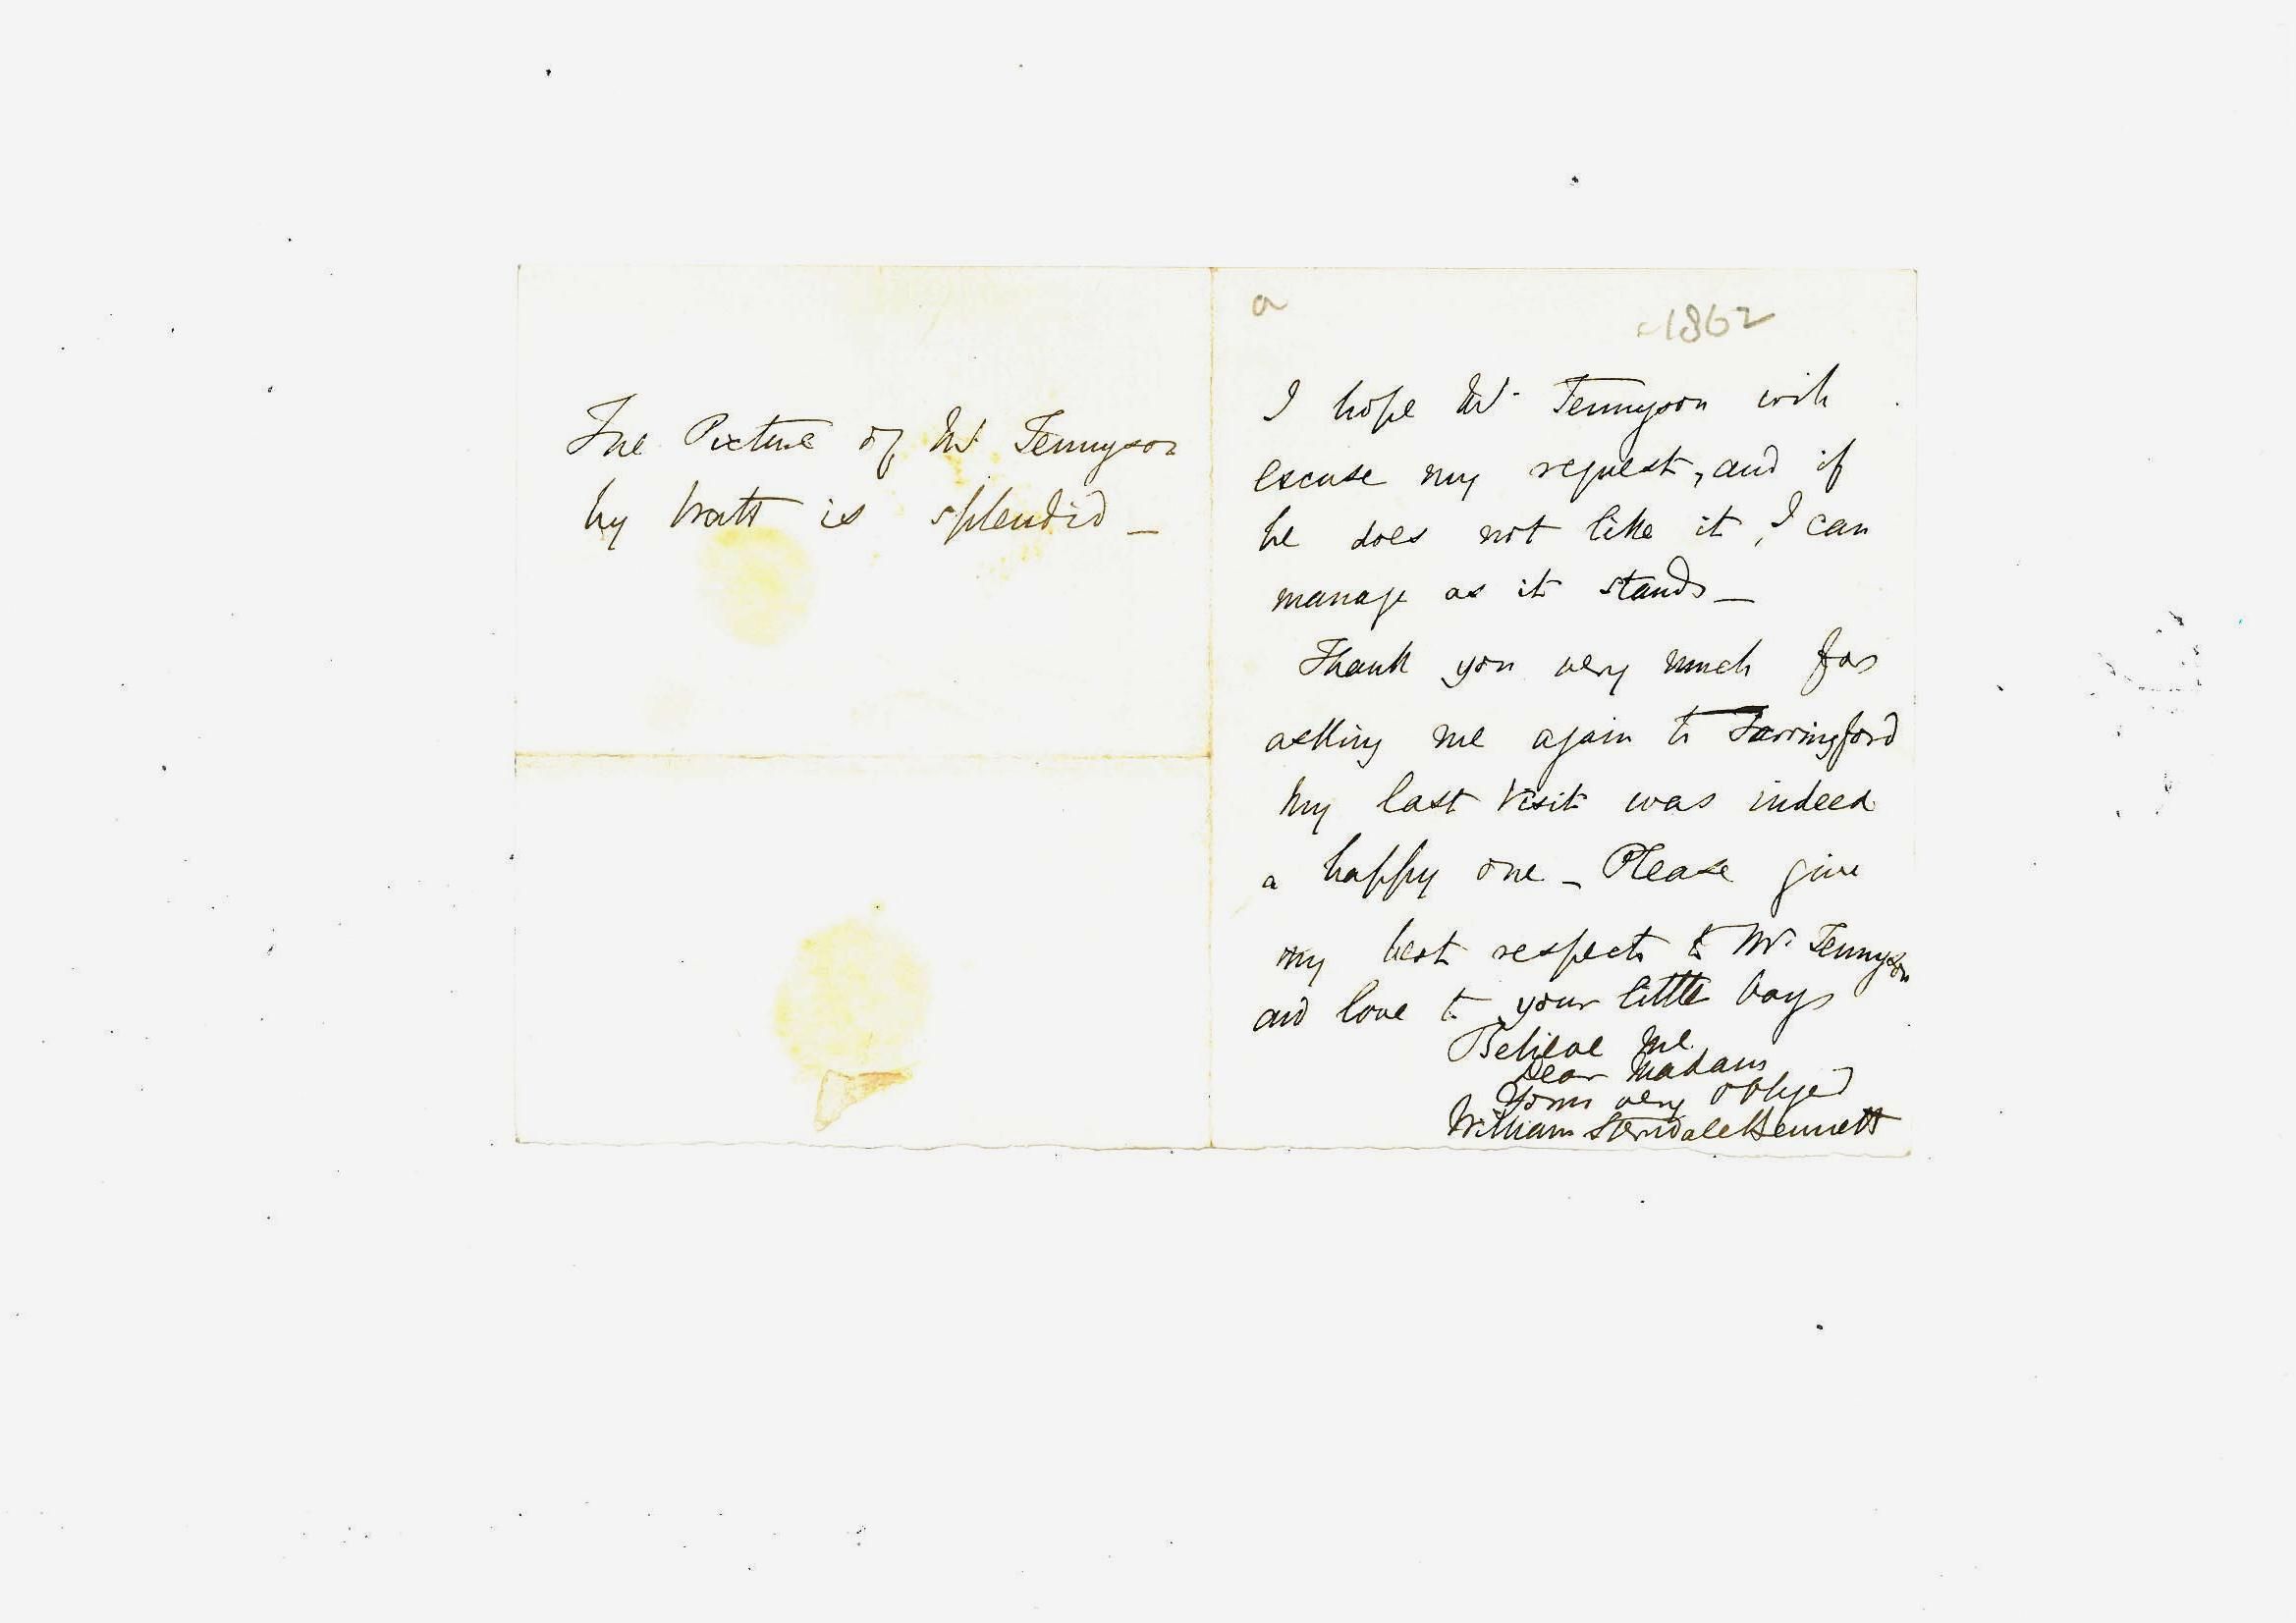 The Picture of Mr Tennyson
by Watts is splendid _
a
c1862
I hope Mr. Tennyson will
excuse my request, and if
he does not like it, I can
manage as it stands _
Thank you very much for
asking me again to Farringford
My last Visit was indeed
a happy one _ Please give
my best respects to Mr. Tennyson
and love to your little boys
Believe me
Dear Madam
Yours very obliged
William Sterndale Bennett